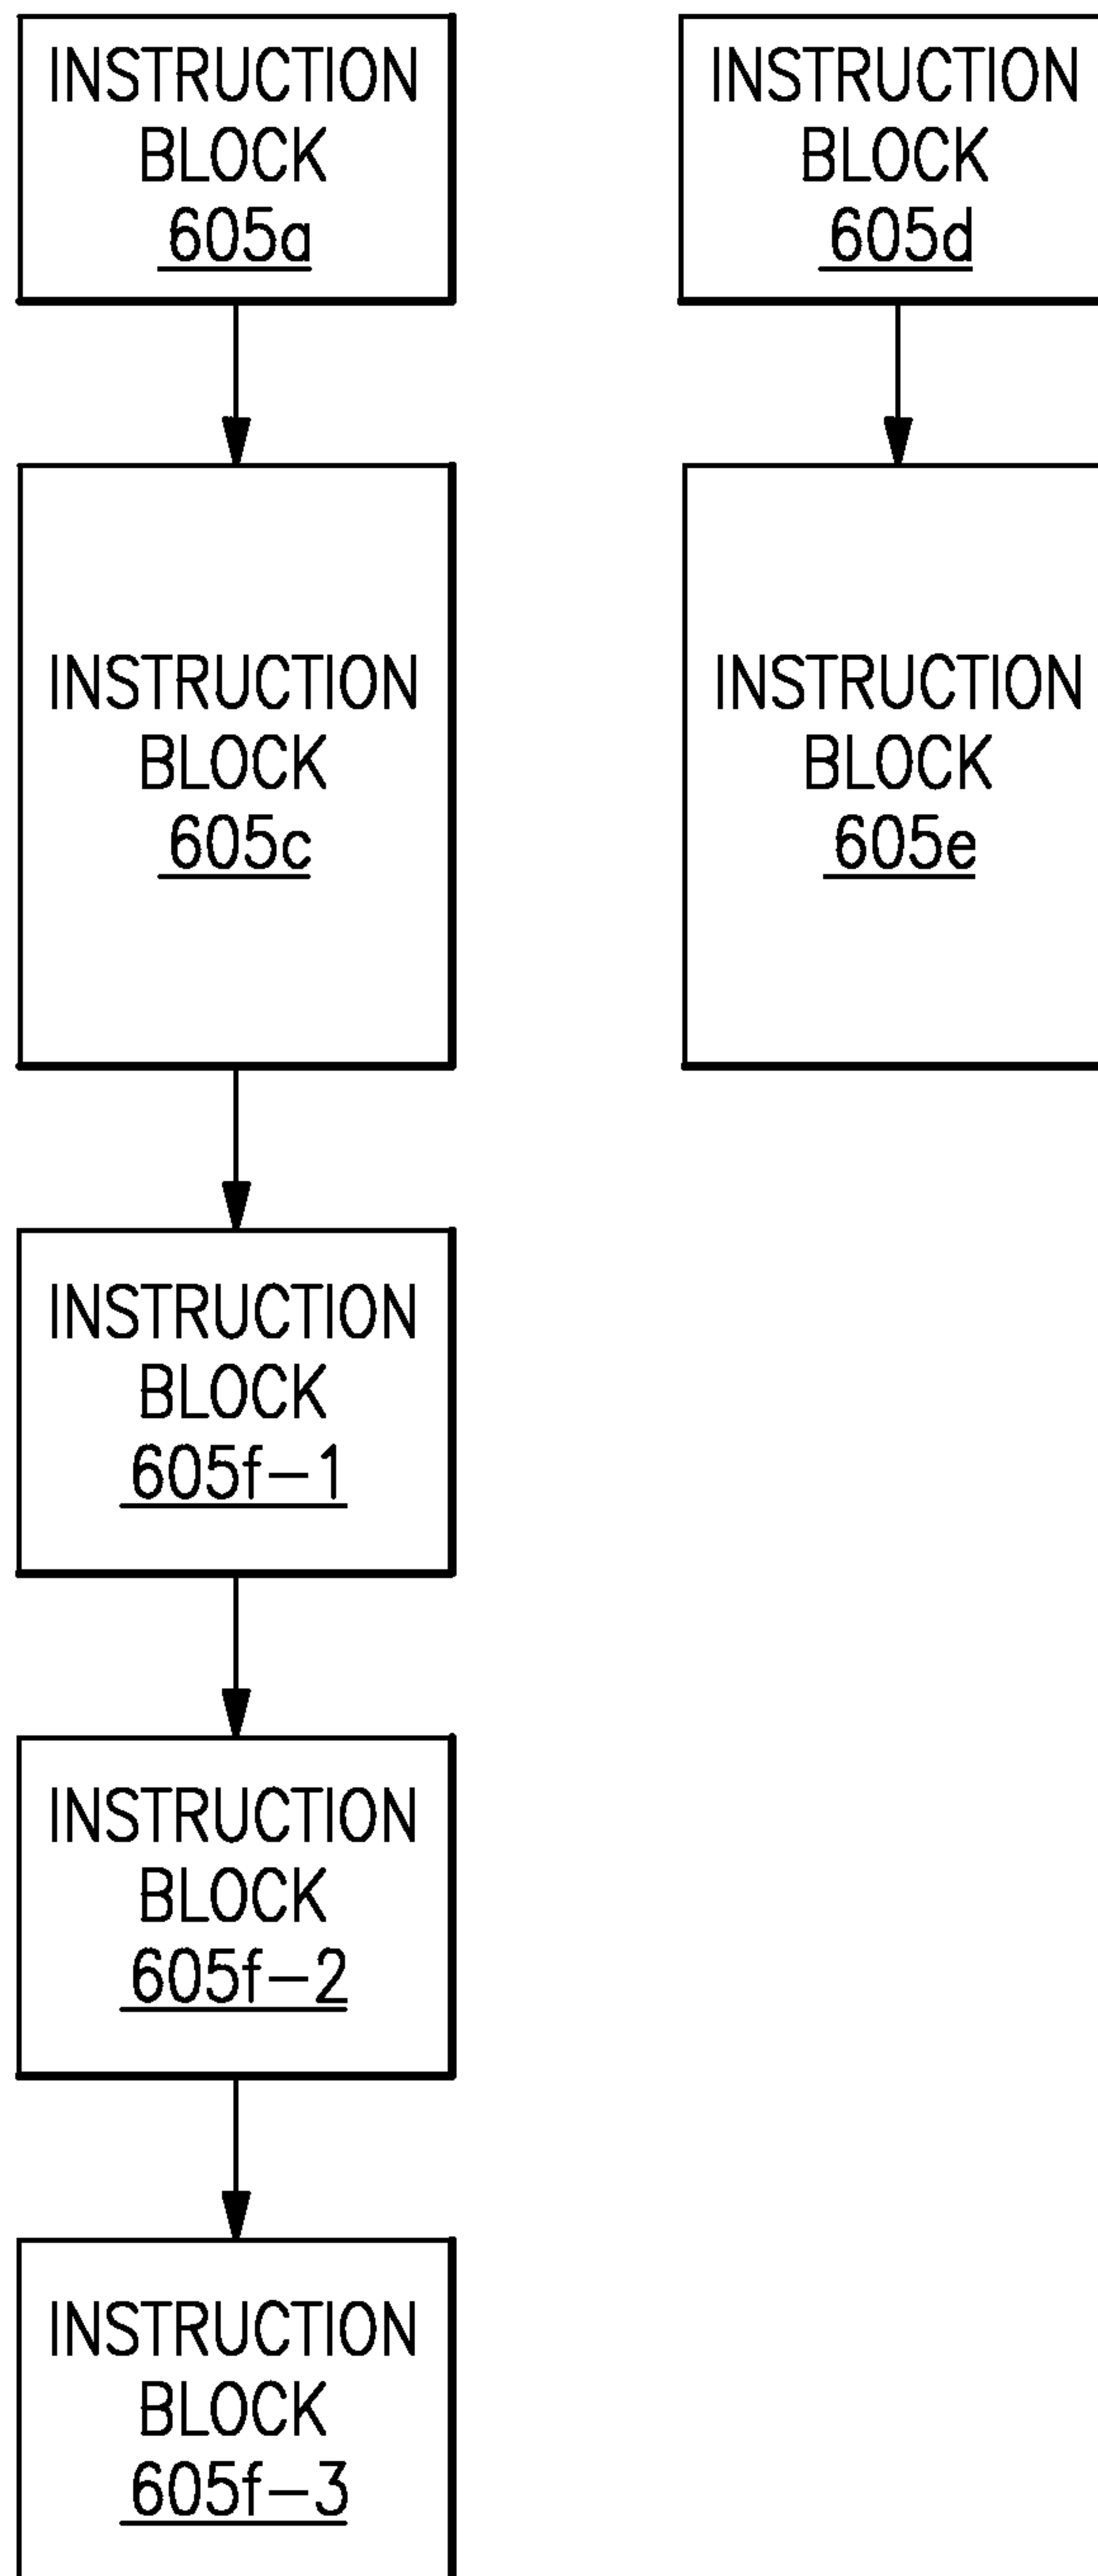 INSTRUCTION
BLOCK
605a
INSTRUCTION
BLOCK
605d
INSTRUCTION
BLOCK
605c
INSTRUCTION
BLOCK
605e
INSTRUCTION
BLOCK
605f-1
INSTRUCTION
BLOCK
605f-2
INSTRUCTION
BLOCK
605f-3